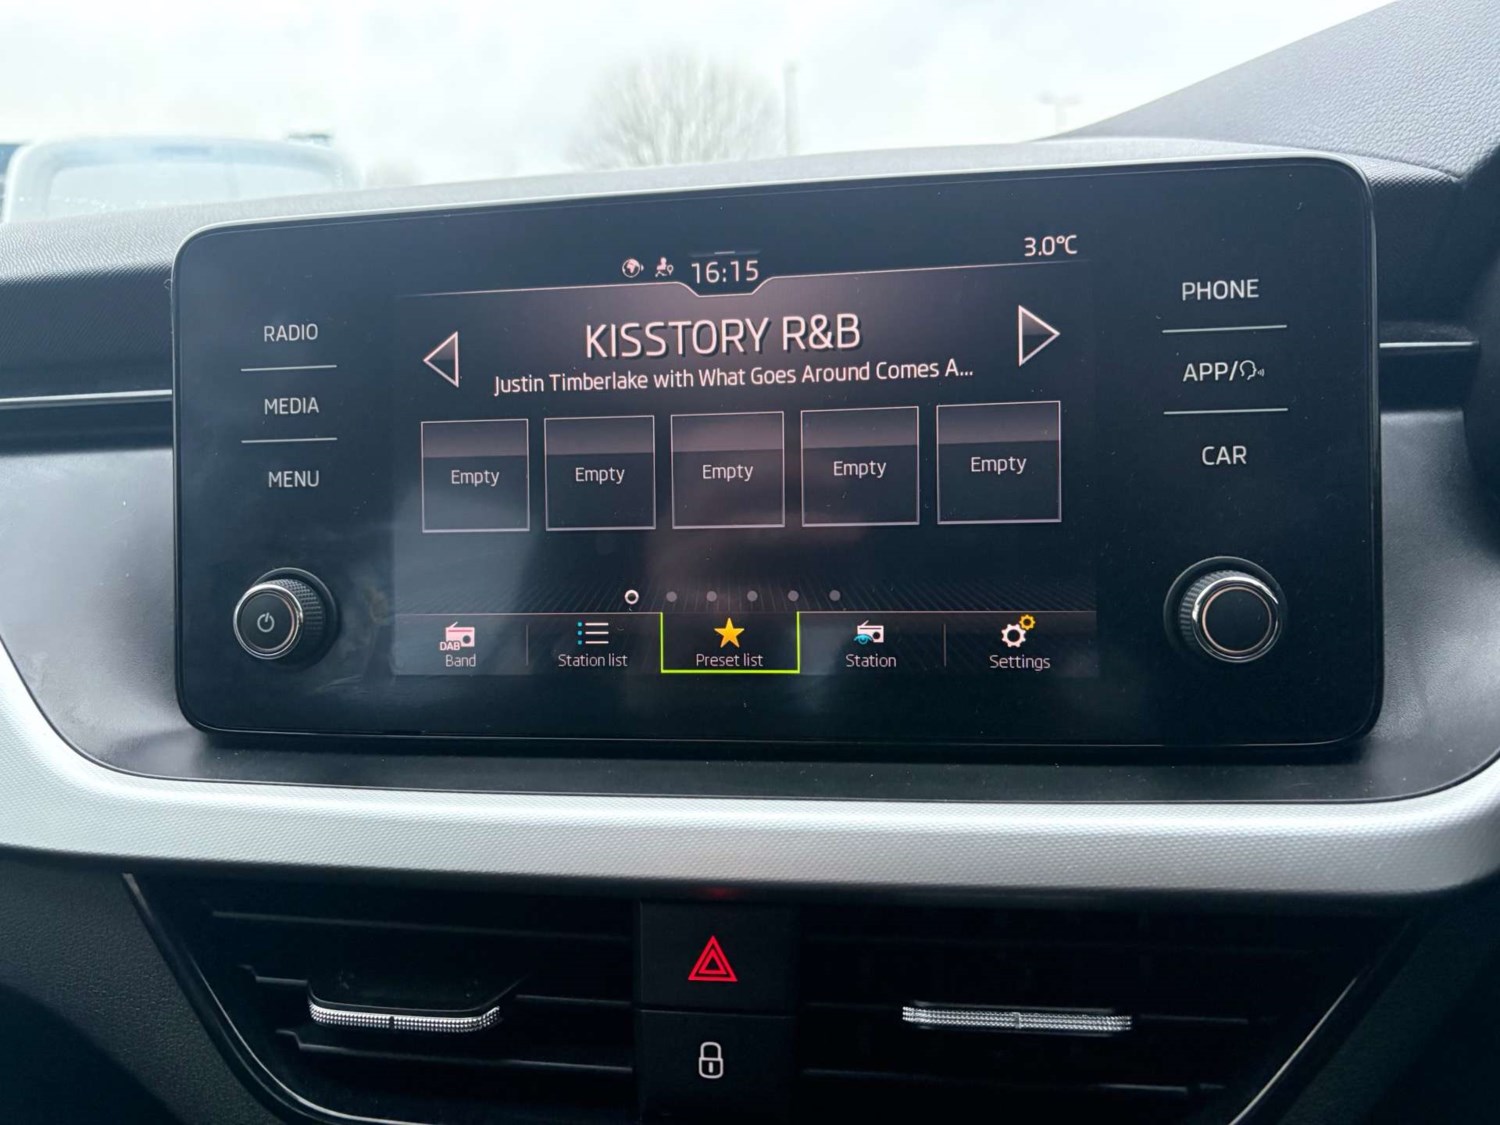 16:15
3.0°C
RADIO
MEDIA
MENU
KISSTORY R&B
Justin Timberlake with What Goes Around Comes A...
Empty
Empty
Empty
Empty
Empty
DAB
Band
Station list
Preset list
Station
Settings
PHONE
APP/
CAR